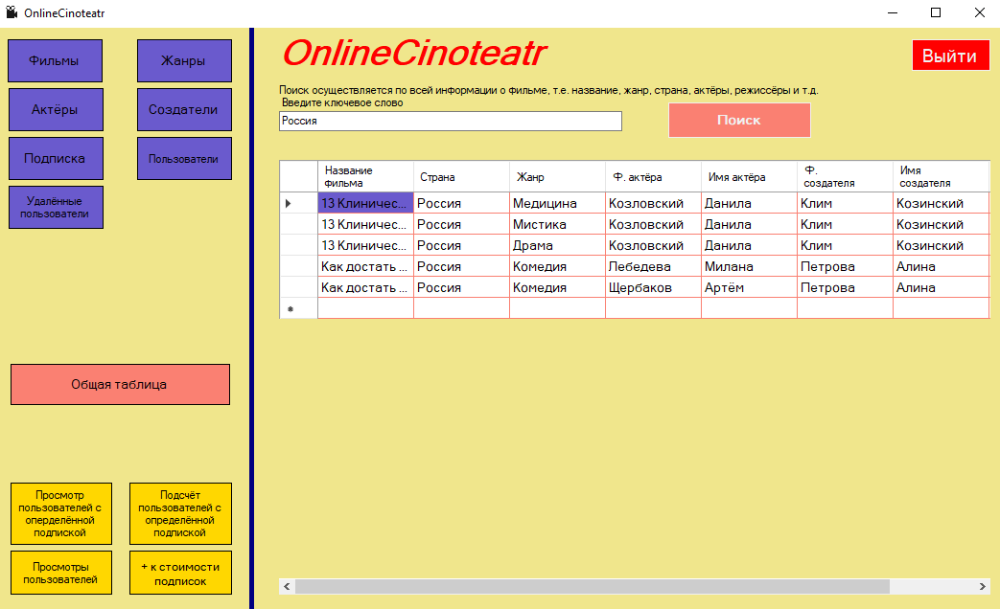 OnlineCinoteatr
Фильмы
Жанры
Актёры
Создатели
Подписка
Пользователи
Удалённые
пользователи
Общая таблица
Просмотр
пользователей с
оперделённой
подпиской
Подсчёт
пользователей с
определённой
подпиской
Просмотры
пользователей
+ к стоимости
подписок
OnlineCinoteatr
Выйти
Поиск осуществляется по всей информации о фильме, т.е. название, жанр, страна, актёры, режиссёры и т.д.
Введите ключевое слово
Россия
Поиск
Название фильма Страна Жанр Ф. актёра Имя актёра Ф. создателя Имя создателя
13 Клиничес... Россия Медицина Козловский Данила Клим Козинский
13 Клиничес... Россия Мистика Козловский Данила Клим Козинский
13 Клиничес... Россия Драма Козловский Данила Клим Козинский
Как достать ... Россия Комедия Лебедева Милана Петрова Алина
Как достать ... Россия Комедия Щербаков Артём Петрова Алина